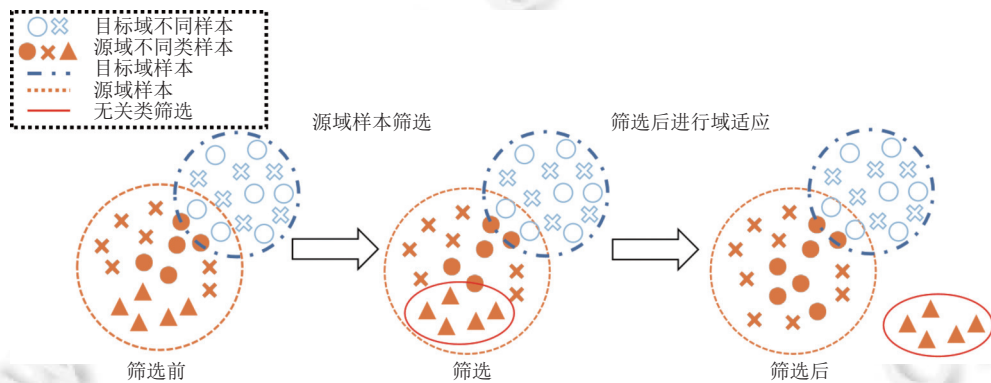 目标域不同样本
源域不同类样本
目标域样本
源域样本
无关类筛选
源域样本筛选
筛选后进行域适应
筛选前
筛选
筛选后